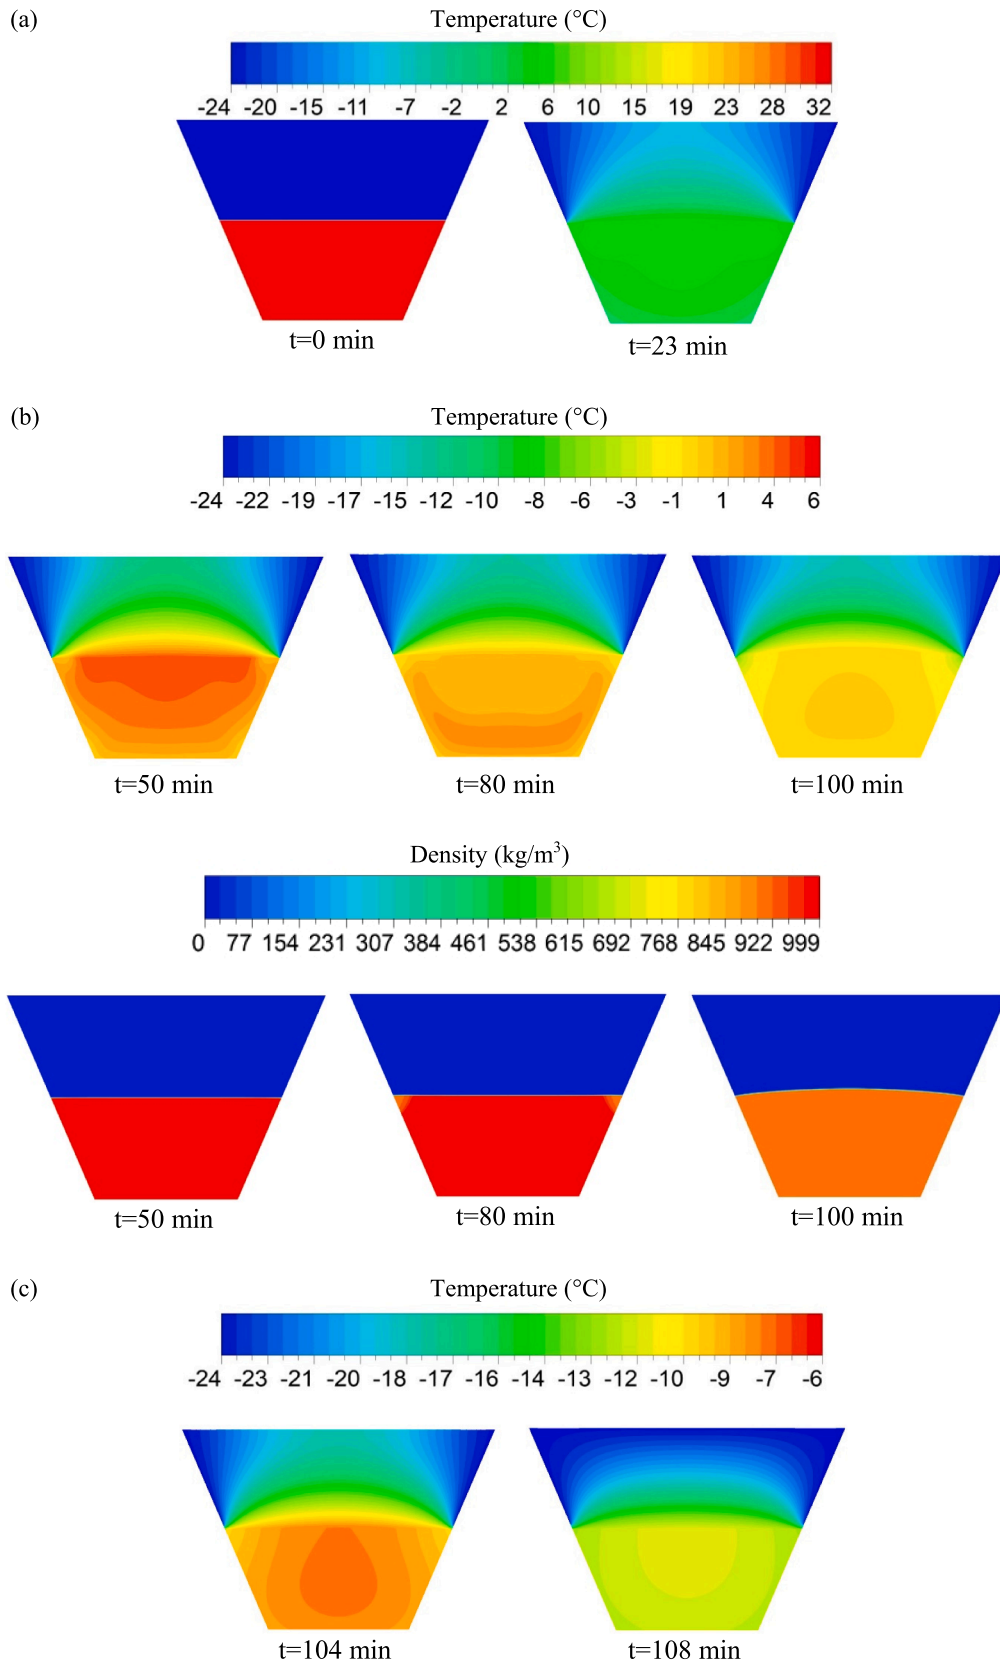 (a)
Temperature (°C)
-24 -20 -15 -11 -7 -2 2 6 10 15 19 23 28 32
t=0 min
t=23 min
(b)
Temperature (°C)
-24 -22 -19 -17 -15 -12 -10 -8 -6 -3 -1 1 4 6
t=50 min
t=80 min
t=100 min
Density (kg/m³)
0 77 154 231 307 384 461 538 615 692 768 845 922 999
t=50 min
t=80 min
t=100 min
(c)
Temperature (°C)
-24 -23 -21 -20 -18 -17 -16 -14 -13 -12 -10 -9 -7 -6
t=104 min
t=108 min